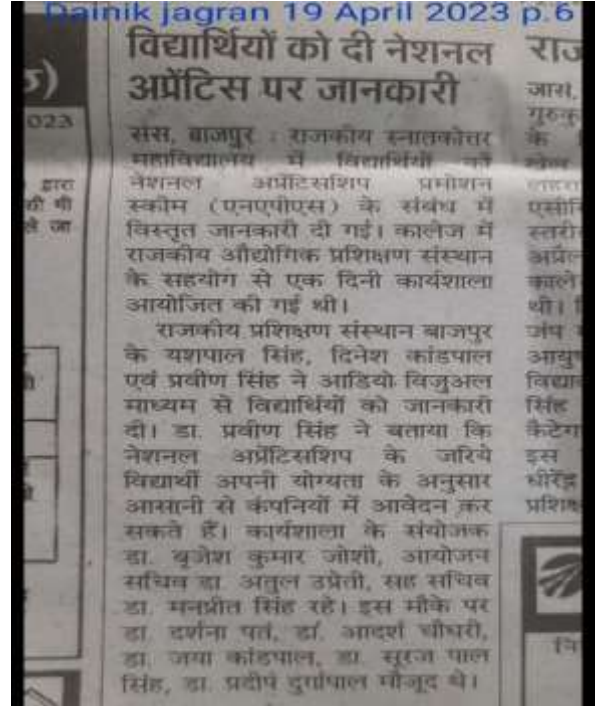 Dainik jagran 19 April 2023 p.6
विद्यार्थियों को दी नेशनल
अप्रेंटिस पर जानकारी
संस, बाजपुर : राजकीय स्नातकोत्तर
महाविद्यालय में विद्यार्थियों को
नेशनल अप्रेंटिसशिप प्रमोशन
स्कीम (एनएपीएस) के संबंध में
विस्तृत जानकारी दी गई। कालेज में
राजकीय औद्योगिक प्रशिक्षण संस्थान
के सहयोग से एक दिनी कार्यशाला
आयोजित की गई थी।
राजकीय प्रशिक्षण संस्थान बाजपुर
के यशपाल सिंह, दिनेश कांडपाल
एवं प्रवीण सिंह ने आडियो विजुअल
माध्यम से विद्यार्थियों को जानकारी
दी। डा. प्रवीण सिंह ने बताया कि
नेशनल अप्रेंटिसशिप के जरिये
विद्यार्थी अपनी योग्यता के अनुसार
आसानी से कंपनियों में आवेदन कर
सकते हैं। कार्यशाला के संयोजक
डा. बृजेश कुमार जोशी, आयोजन
सचिव डा. अतुल उप्रेती, सह सचिव
डा. मनप्रीत सिंह रहे। इस मौके पर
डा. दर्शना पंत, डा. आदर्श चौधरी,
डा. जया कांडपाल, डा. सूरज पाल
सिंह, डा. प्रदीप दुर्गापाल मौजूद थे।
023
द्वारा
जास,
के
इस
सिंह